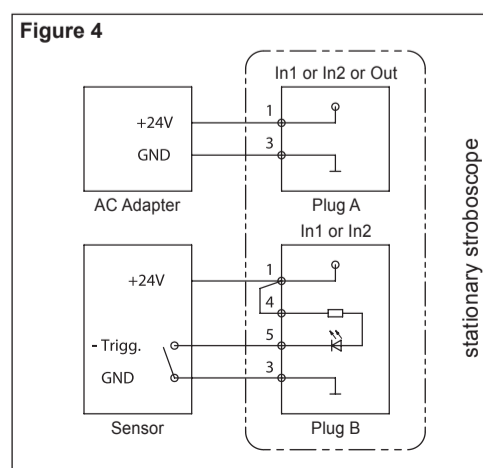 Figure 4
In1 or In2 or Out
+24V
1
GND
3
AC Adapter
Plug A
In1 or In2
+24V
1
4
- Trigg.
5
GND
3
Sensor
Plug B
stationary stroboscope